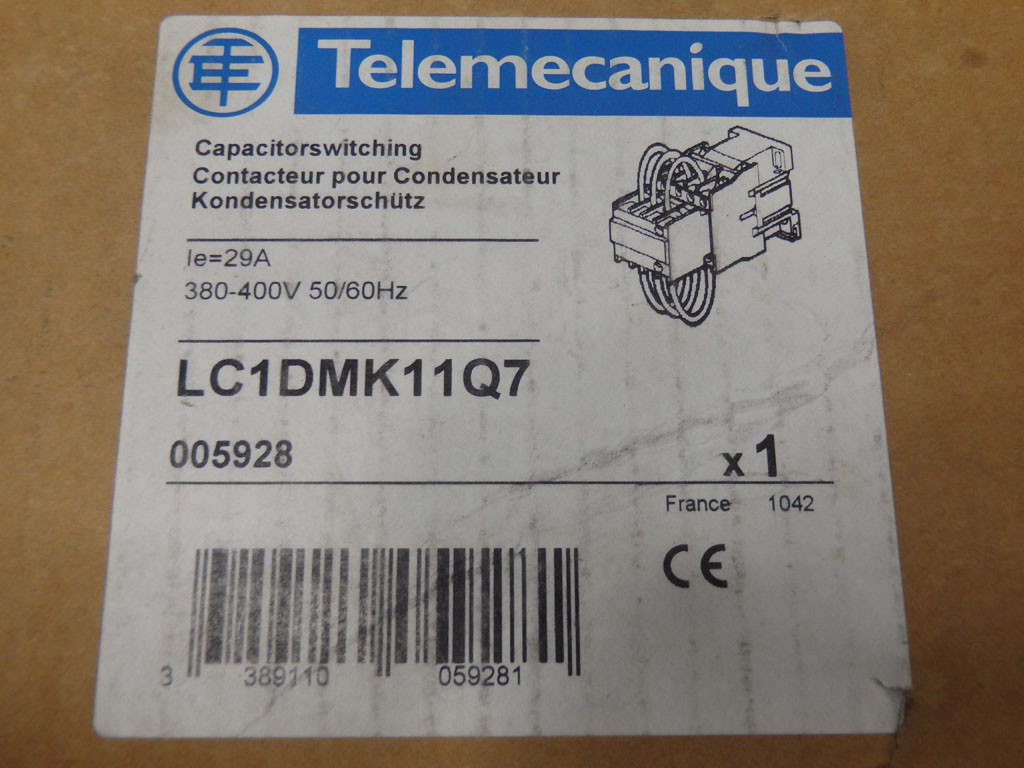 Telemecanique
Capacitorswitching
Contacteur pour Condensateur
Kondensatorschütz
Ie=29A
380-400V 50/60Hz
LC1DMK11Q7
005928
x 1
France 1042
CE
3 389110 059281